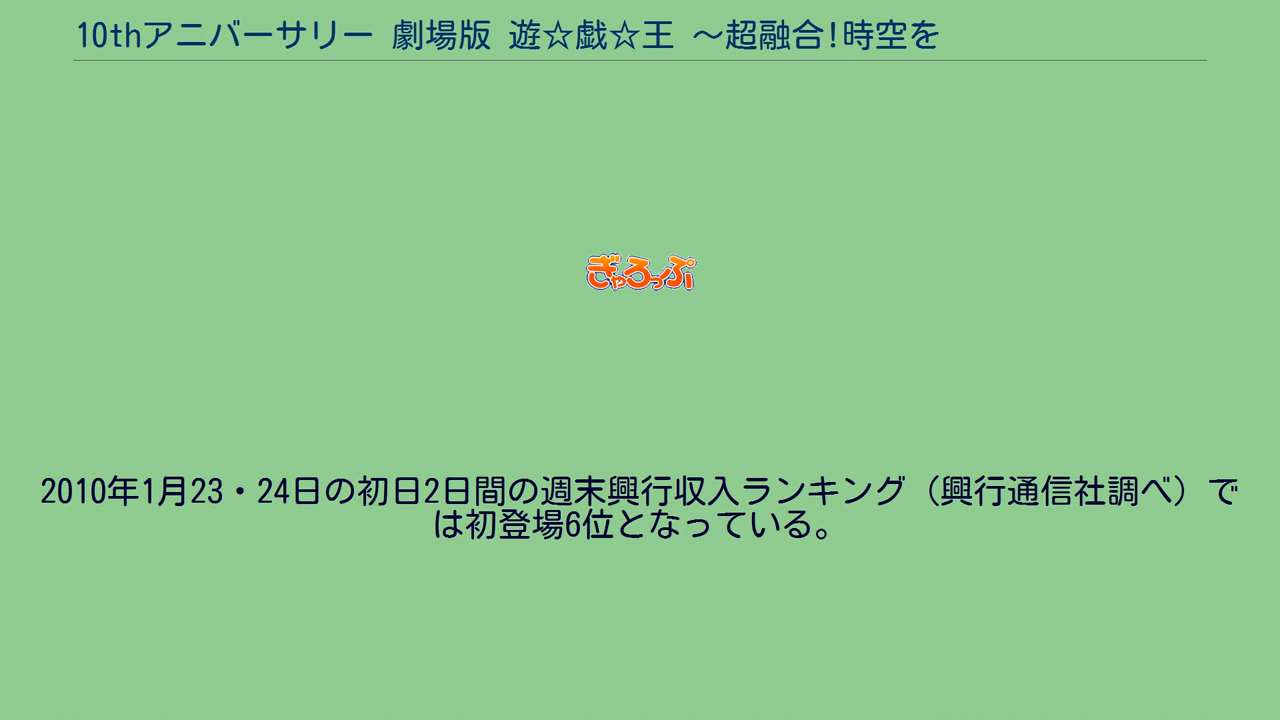 10thアニバーサリー 劇場版 遊☆戯☆王 ～超融合!時空を
ぎゃろっぷ
2010年1月23・24日の初日2日間の週末興行収入ランキング（興行通信社調べ）で
は初登場6位となっている。